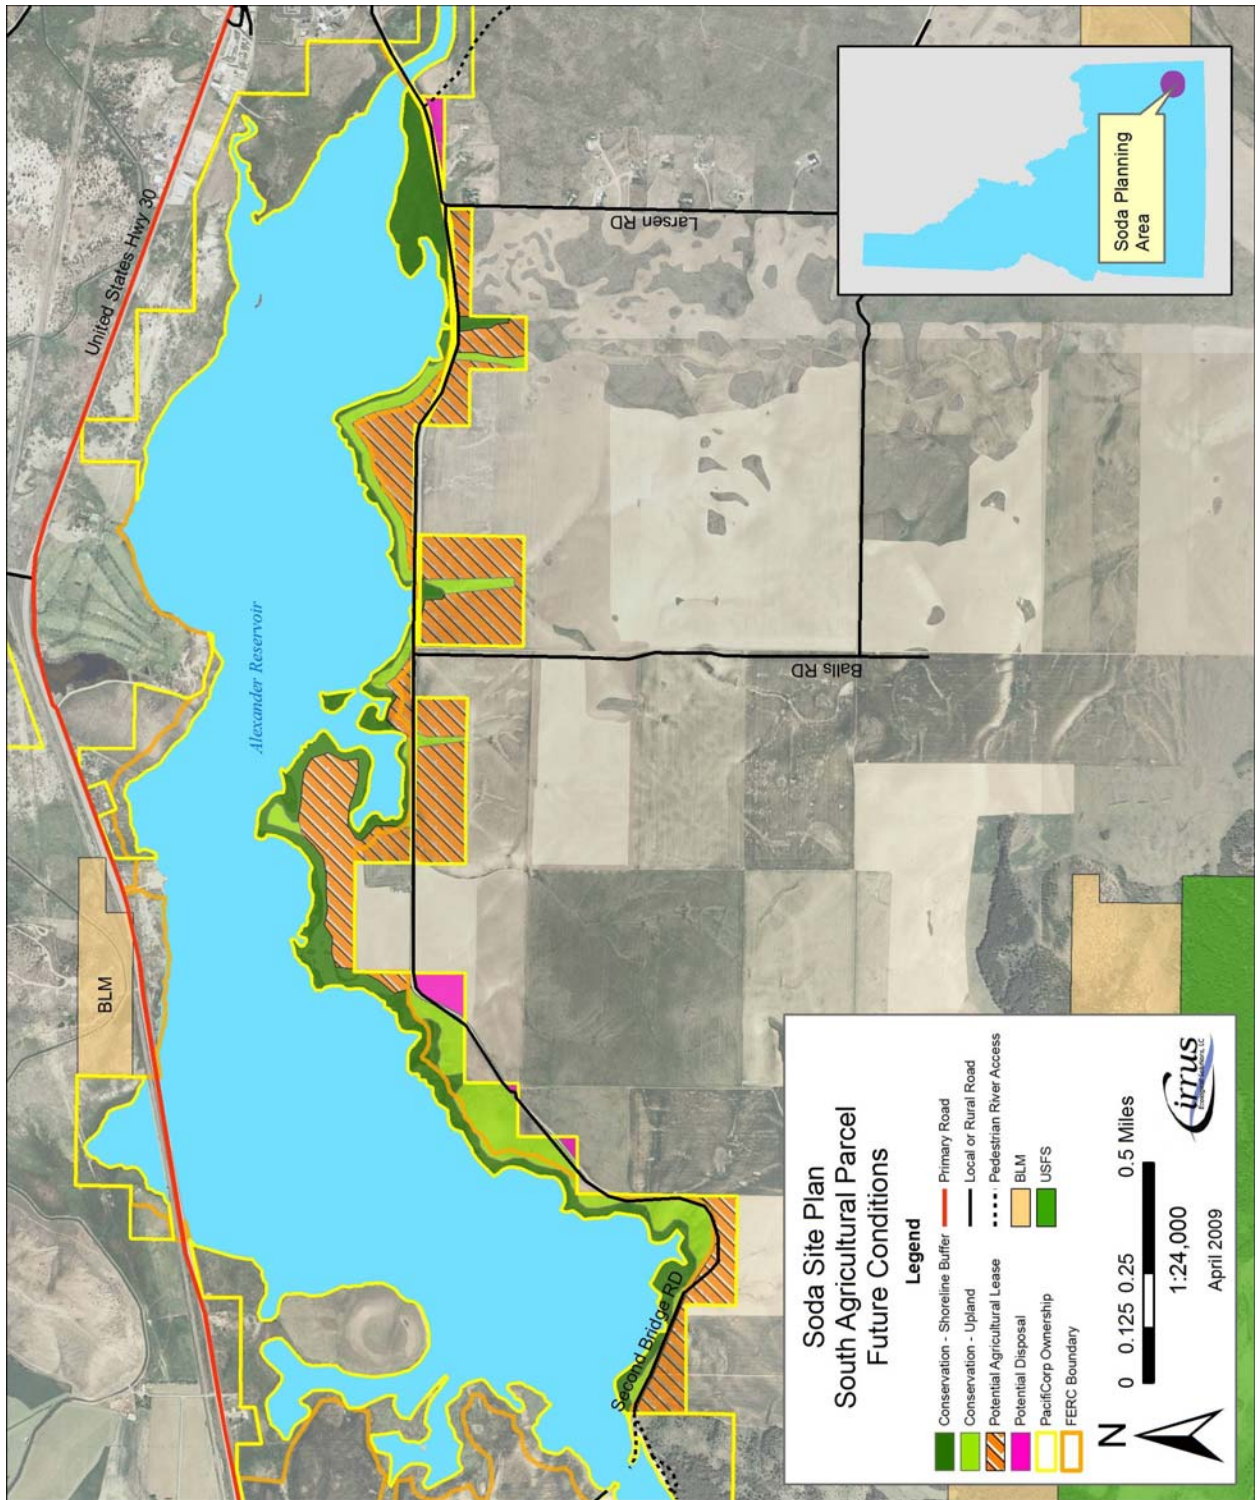 United States Hwy 30
Alexander Reservoir
BLM
Larsen RD
Balls RD
Second Bridge RD
Soda Planning
Area
Soda Site Plan
South Agricultural Parcel
Future Conditions
Legend
Conservation - Shoreline Buffer
Conservation - Upland
Potential Agricultural Lease
Potential Disposal
PacifiCorp Ownership
FERC Boundary
Primary Road
Local or Rural Road
Pedestrian River Access
BLM
USFS
N
0 0.125 0.25 0.5 Miles
1:24,000
April 2009
irrus